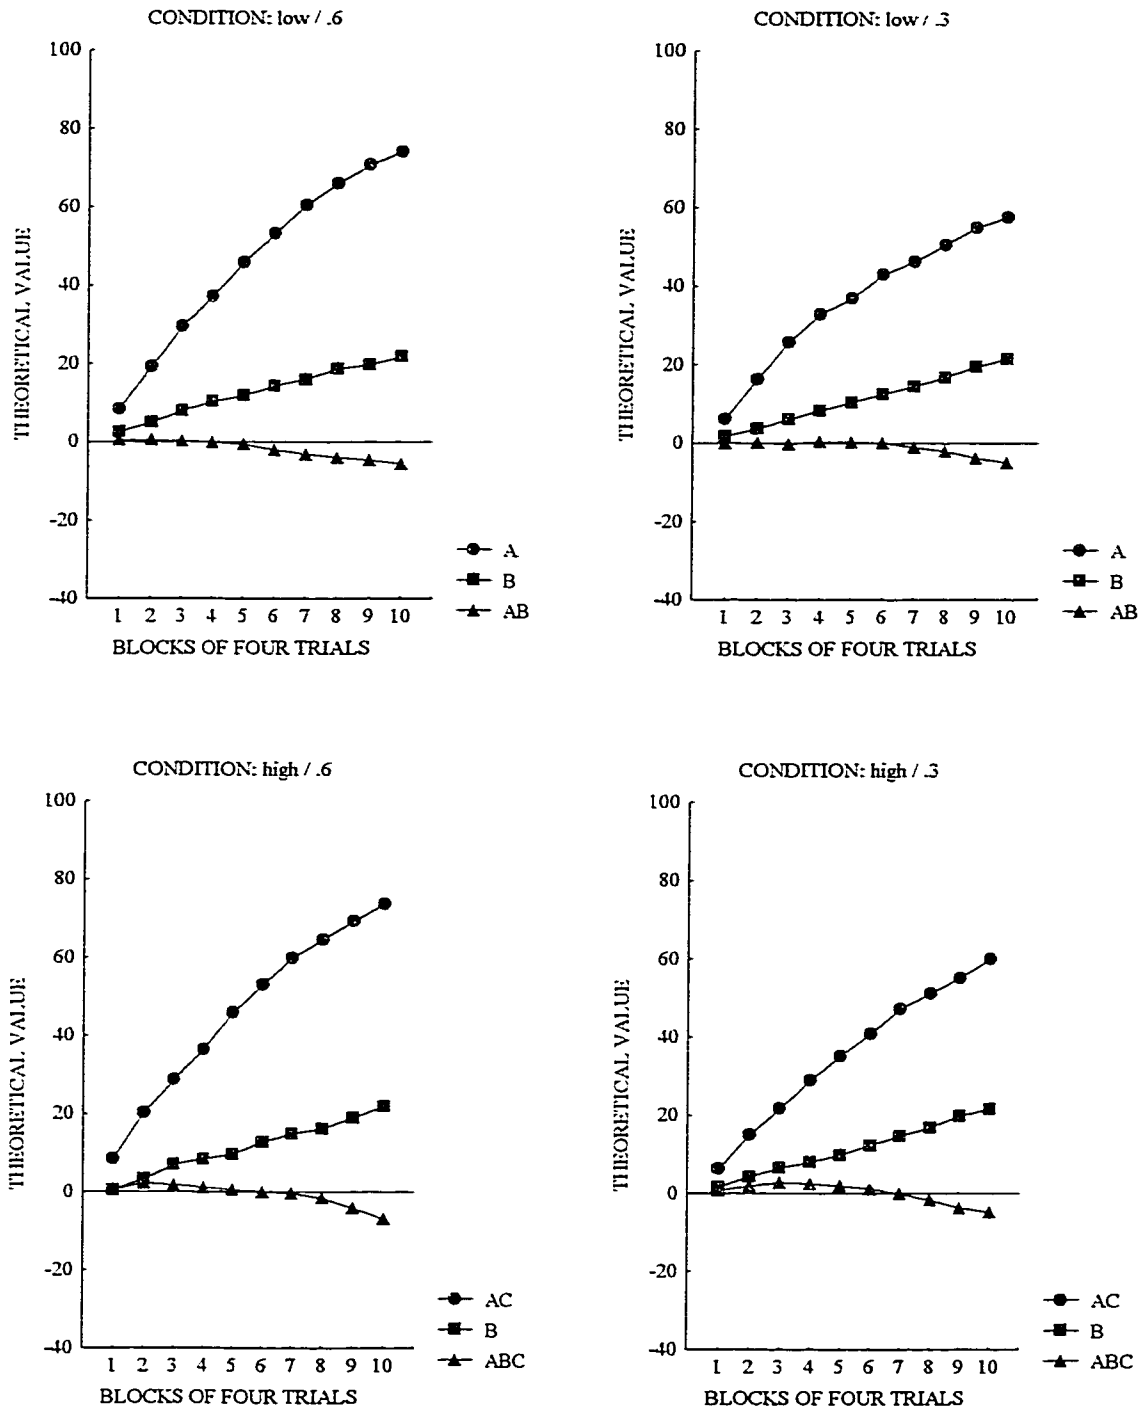 CONDITION: low / .6
100
80
60
40
20
0
-20
-40
THEORETICAL VALUE
1 2 3 4 5 6 7 8 9 10
BLOCKS OF FOUR TRIALS
A
B
AB
CONDITION: low / .3
100
80
60
40
20
0
-20
-40
THEORETICAL VALUE
1 2 3 4 5 6 7 8 9 10
BLOCKS OF FOUR TRIALS
A
B
AB
CONDITION: high / .6
100
80
60
40
20
0
-20
-40
THEORETICAL VALUE
1 2 3 4 5 6 7 8 9 10
BLOCKS OF FOUR TRIALS
AC
B
ABC
CONDITION: high / .3
100
80
60
40
20
0
-20
-40
THEORETICAL VALUE
1 2 3 4 5 6 7 8 9 10
BLOCKS OF FOUR TRIALS
AC
B
ABC